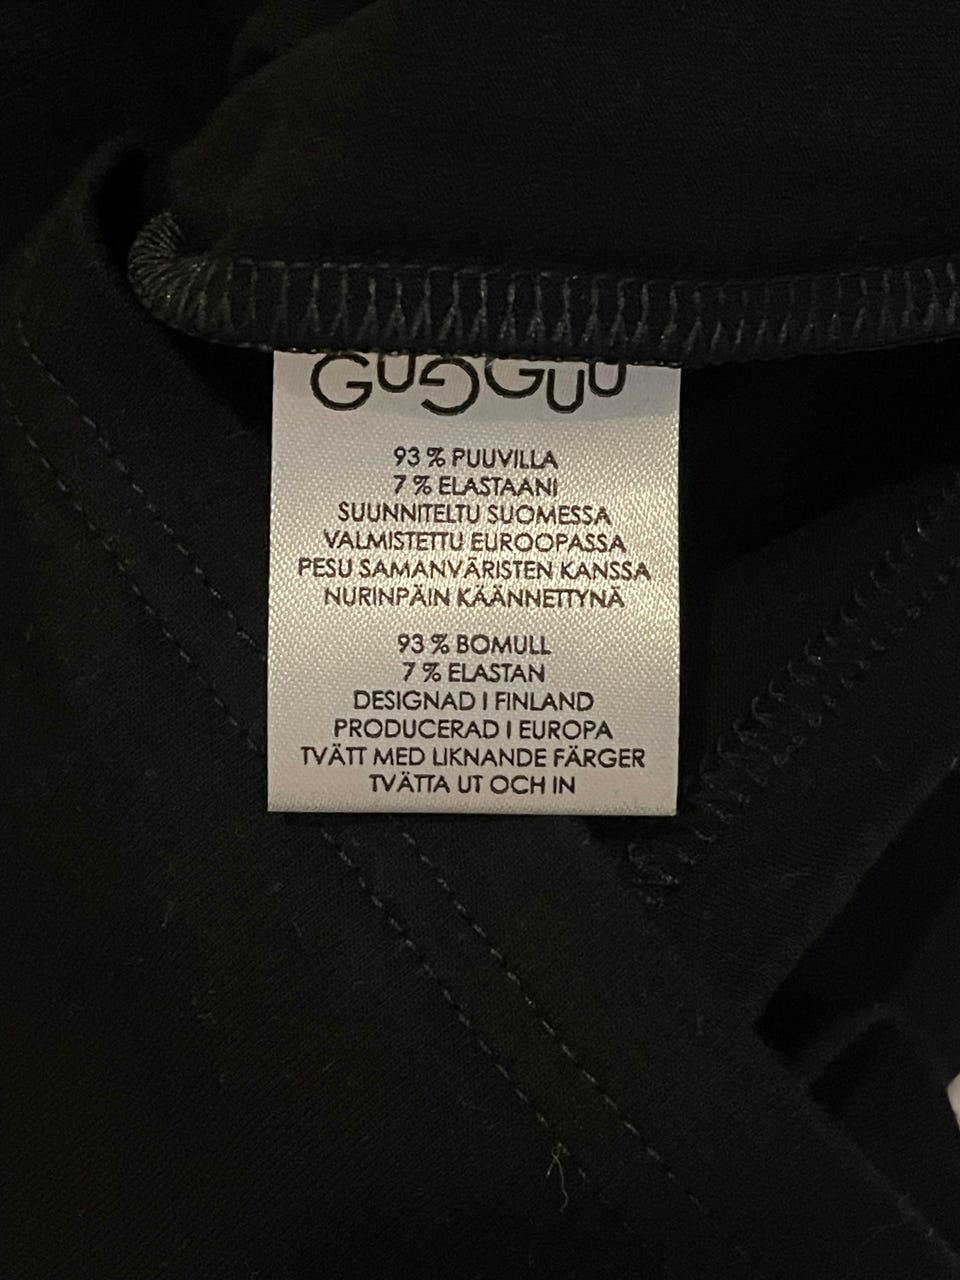 GUGGUU
93 % PUUVILLA
7 % ELASTAANI
SUUNNITELTU SUOMESSA
VALMISTETTU EUROOPASSA
PESU SAMANVÄRISTEN KANSSA
NURINPÄIN KÄÄNNETTYNÄ
93 % BOMULL
7 % ELASTAN
DESIGNAD I FINLAND
PRODUCERAD I EUROPA
TVÄTT MED LIKNANDE FÄRGER
TVÄTTA UT OCH IN